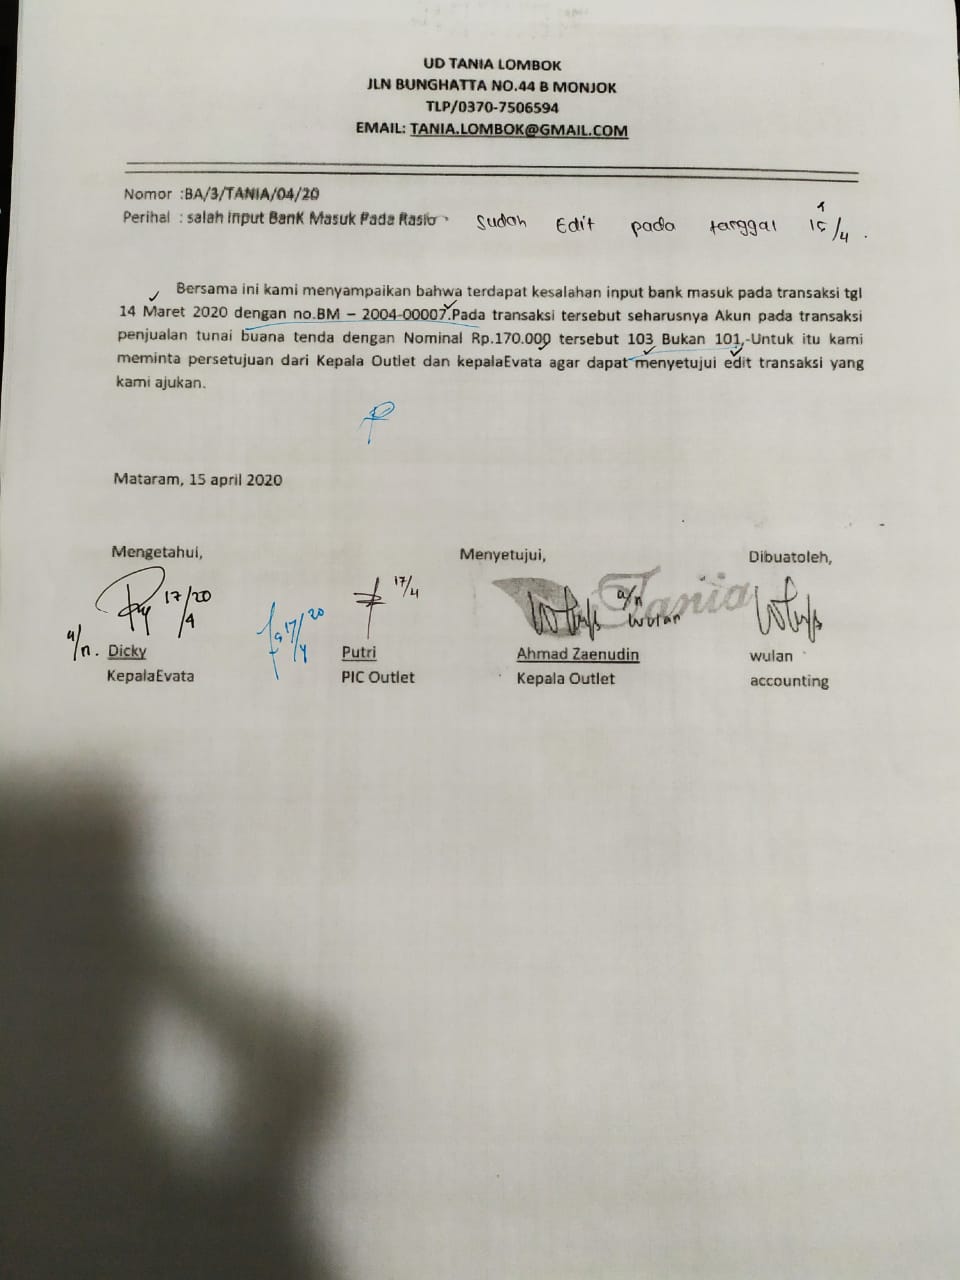 UD TANIA LOMBOK
JLN BUNGHATTA NO.44 B MONJOK
TLP/0370-7506594
EMAIL: TANIA.LOMBOK@GMAIL.COM
Nomor :BA/3/TANIA/04/20
Perihal : salah input BanK Masuk Pada Rasio sudah Edit pada tanggal 15/4.
Bersama ini kami menyampaikan bahwa terdapat kesalahan input bank masuk pada transaksi tgl
14 Maret 2020 dengan no.BM – 2004-00007.Pada transaksi tersebut seharusnya Akun pada transaksi
penjualan tunai buana tenda dengan Nominal Rp.170.000 tersebut 103 Bukan 101,-Untuk itu kami
meminta persetujuan dari Kepala Outlet dan kepalaEvata agar dapat menyetujui edit transaksi yang
kami ajukan.
Mataram, 15 april 2020
Mengetahui, Menyetujui, Dibuatoleh,
17/4 20 17/4 20 17/4 a/n wulan Tania
a/n. Dicky Putri Ahmad Zaenudin wulan
KepalaEvata PIC Outlet Kepala Outlet accounting